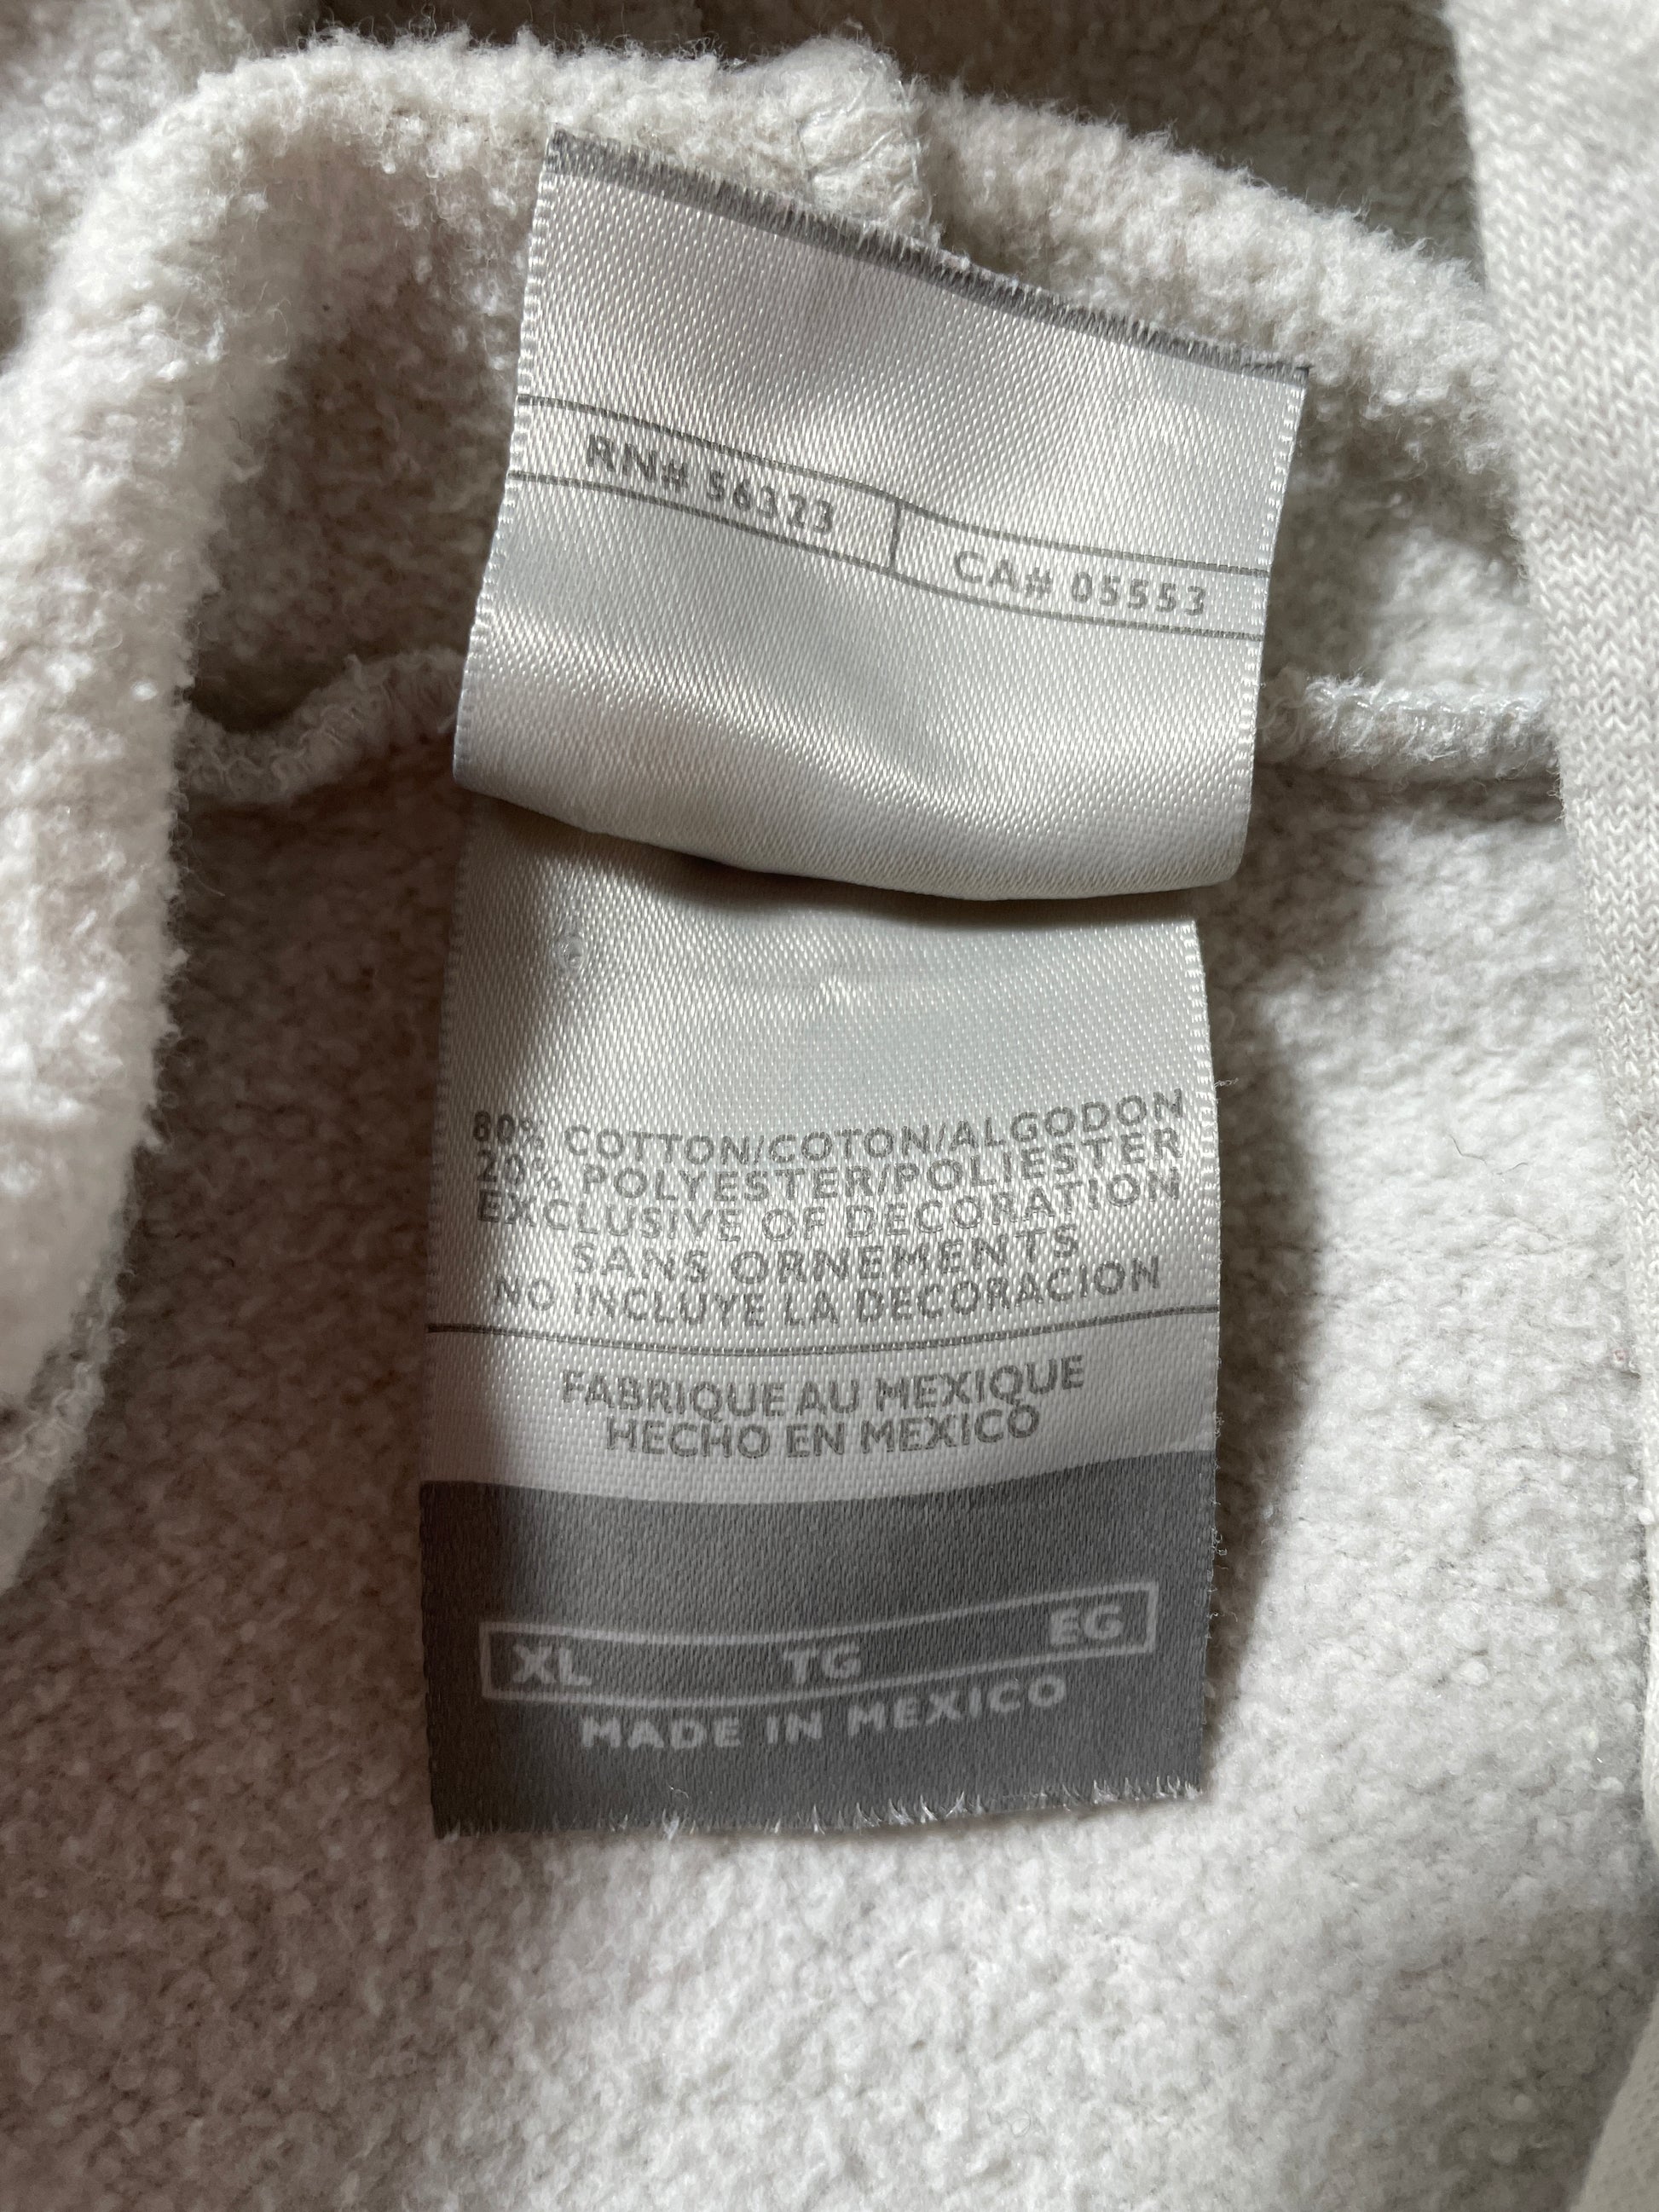 RN# 56323 CA# 05553
80% COTTON/COTON/ALGODON
20% POLYESTER/POLIESTER
EXCLUSIVE OF DECORATION
SANS ORNEMENTS
NO INCLUYE LA DECORACION
FABRIQUE AU MEXIQUE
HECHO EN MEXICO
XL TG EG
MADE IN MEXICO